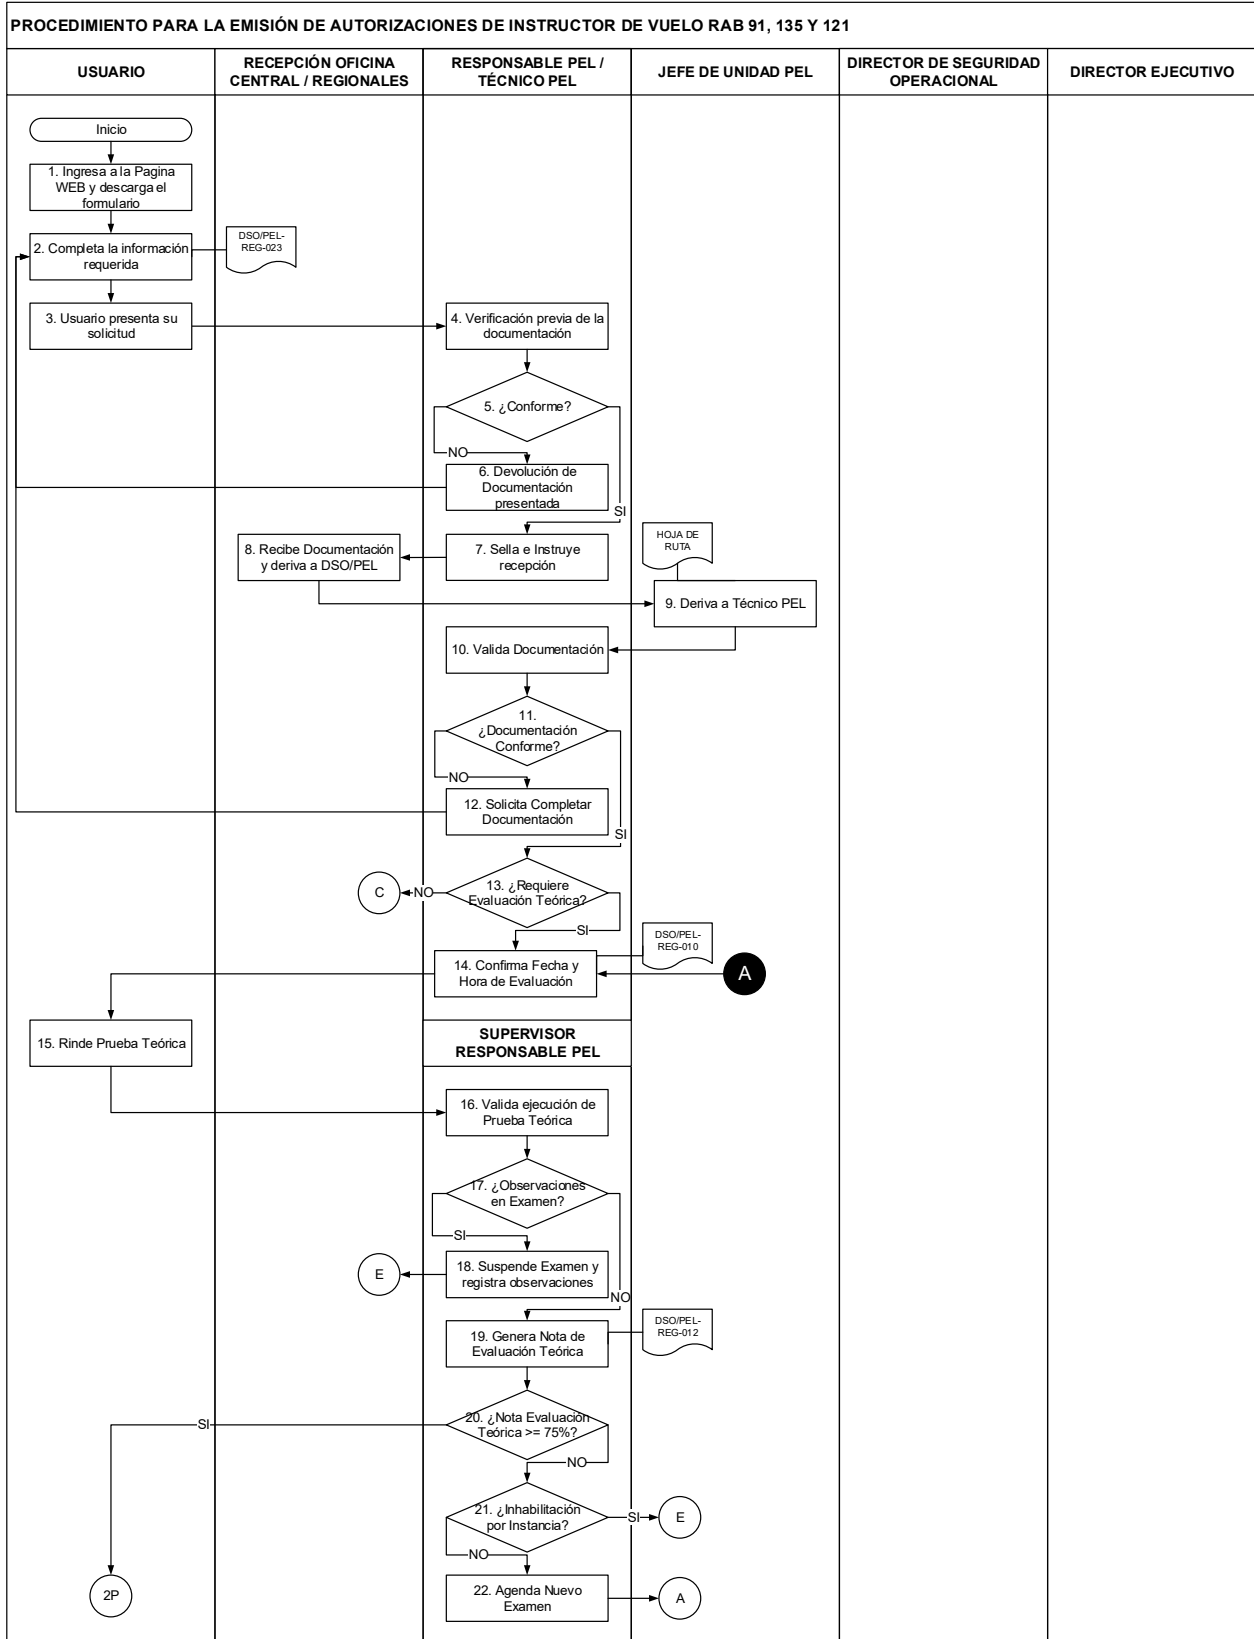 PROCEDIMIENTO PARA LA EMISIÓN DE AUTORIZACIONES DE INSTRUCTOR DE VUELO RAB 91, 135 Y 121
USUARIO
RECEPCIÓN OFICINA
CENTRAL / REGIONALES
RESPONSABLE PEL /
TÉCNICO PEL
JEFE DE UNIDAD PEL
DIRECTOR DE SEGURIDAD
OPERACIONAL
DIRECTOR EJECUTIVO
Inicio
1. Ingresa a la Pagina
WEB y descarga el
formulario
2. Completa la información
requerida
DSO/PEL-
REG-023
3. Usuario presenta su
solicitud
4. Verificación previa de la
documentación
5. ¿Conforme?
NO
6. Devolución de
Documentación
presentada
SI
7. Sella e Instruye
recepción
8. Recibe Documentación
y deriva a DSO/PEL
HOJA DE
RUTA
9. Deriva a Técnico PEL
10. Valida Documentación
11.
¿Documentación
Conforme?
NO
12. Solicita Completar
Documentación
SI
13. ¿Requiere
Evaluación Teórica?
NO
C
SI
DSO/PEL-
REG-010
14. Confirma Fecha y
Hora de Evaluación
A
15. Rinde Prueba Teórica
SUPERVISOR
RESPONSABLE PEL
16. Valida ejecución de
Prueba Teórica
17. ¿Observaciones
en Examen?
SI
18. Suspende Examen y
registra observaciones
E
NO
19. Genera Nota de
Evaluación Teórica
DSO/PEL-
REG-012
20. ¿Nota Evaluación
Teórica >= 75%?
SI
NO
21. ¿Inhabilitación
por Instancia?
SI
E
NO
22. Agenda Nuevo
Examen
A
2P